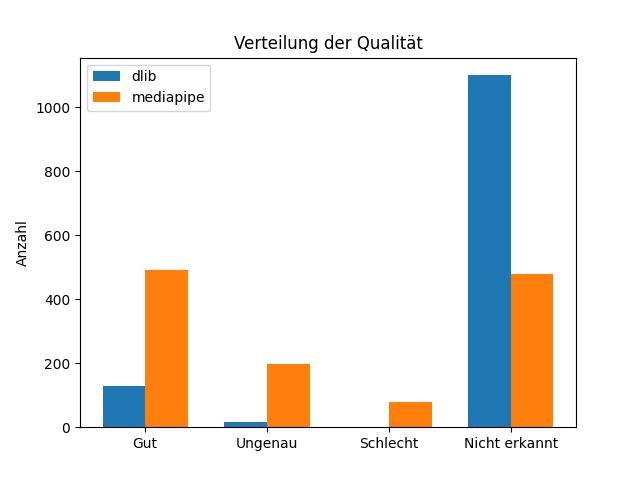 Verteilung der Qualität
dlib
mediapipe
Anzahl
1000
800
600
400
200
0
Gut
Ungenau
Schlecht
Nicht erkannt